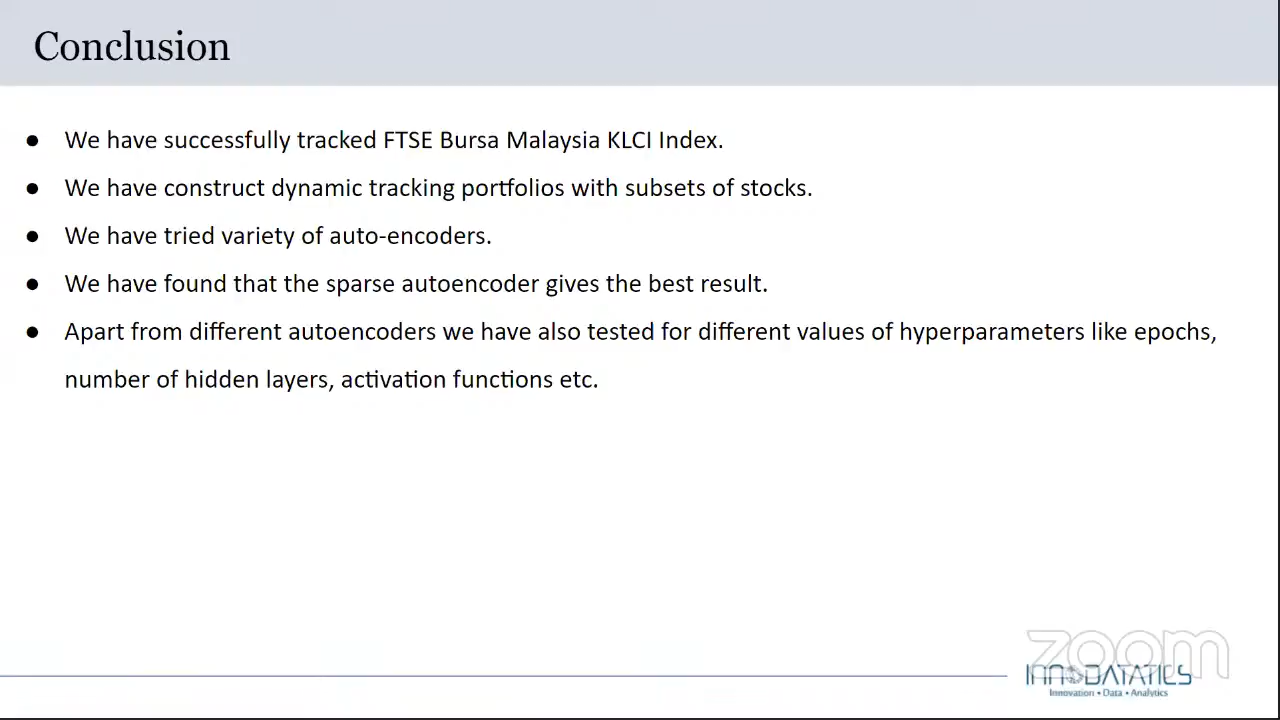 Conclusion
● We have successfully tracked FTSE Bursa Malaysia KLCI Index.
● We have construct dynamic tracking portfolios with subsets of stocks.
● We have tried variety of auto-encoders.
● We have found that the sparse autoencoder gives the best result.
● Apart from different autoencoders we have also tested for different values of hyperparameters like epochs,
number of hidden layers, activation functions etc.
zoom
INNODATATICS
Innovation • Data • Analytics